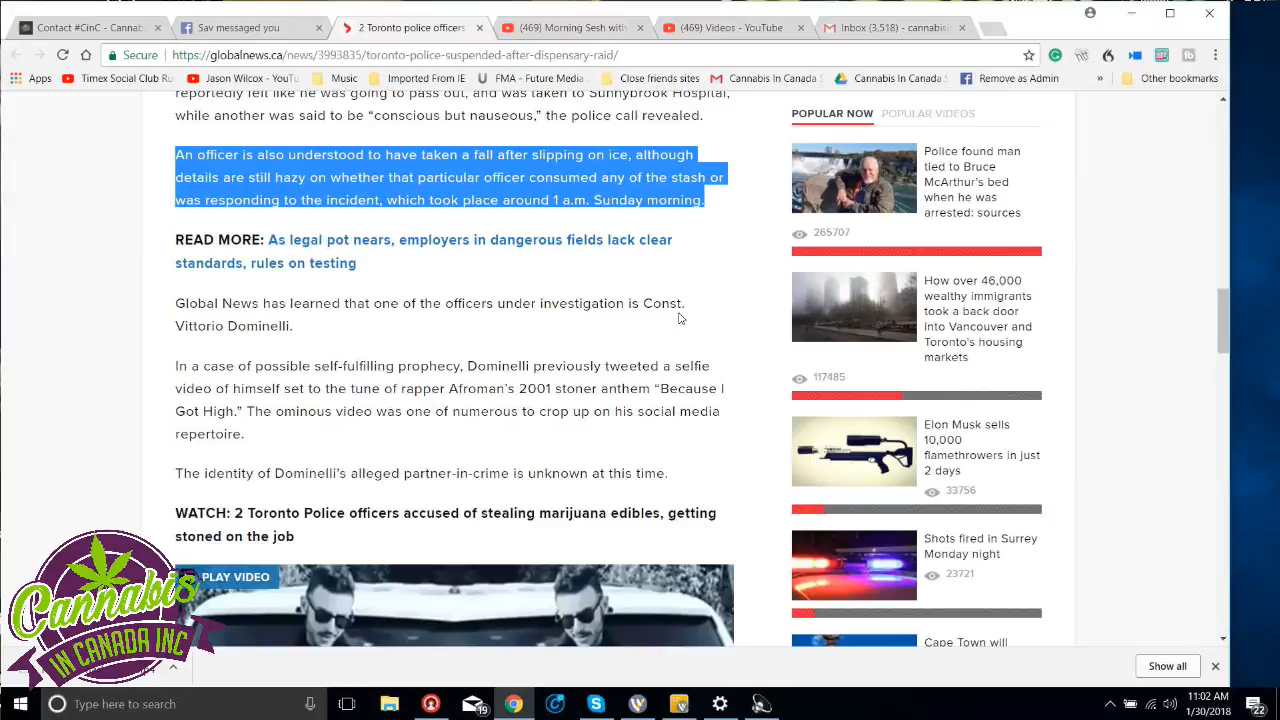 Contact #CinC - Cannab
Sav messaged you
2 Toronto police officers
(469) Morning Sesh with
(469) Videos - YouTube
Inbox (3,518) - cannabis
Secure
https://globalnews.ca/news/3993835/toronto-police-suspended-after-dispensary-raid/
Apps
Timex Social Club Ru
Jason Wilcox - YouTu
Music
Imported From IE
FMA - Future Media
Close friends sites
Cannabis In Canada S
Cannabis In Canada
Remove as Admin
»
Other bookmarks
reportedly felt like he was going to pass out, and was taken to Sunnybrook Hospital,
while another was said to be “conscious but nauseous,” the police call revealed.
An officer is also understood to have taken a fall after slipping on ice, although
details are still hazy on whether that particular officer consumed any of the stash or
was responding to the incident, which took place around 1 a.m. Sunday morning.
READ MORE: As legal pot nears, employers in dangerous fields lack clear
standards, rules on testing
Global News has learned that one of the officers under investigation is Const.
Vittorio Dominelli.
In a case of possible self-fulfilling prophecy, Dominelli previously tweeted a selfie
video of himself set to the tune of rapper Afroman’s 2001 stoner anthem “Because I
Got High.” The ominous video was one of numerous to crop up on his social media
repertoire.
The identity of Dominelli’s alleged partner-in-crime is unknown at this time.
WATCH: 2 Toronto Police officers accused of stealing marijuana edibles, getting
stoned on the job
PLAY VIDEO
POPULAR NOW
POPULAR VIDEOS
Police found man
tied to Bruce
McArthur’s bed
when he was
arrested: sources
265707
How over 46,000
wealthy immigrants
took a back door
into Vancouver and
Toronto's housing
markets
117485
Elon Musk sells
10,000
flamethrowers in just
2 days
33756
Shots fired in Surrey
Monday night
23721
Cape Town will
Cannabis
IN CANADA INC
Show all
Type here to search
19
11:02 AM
1/30/2018
22